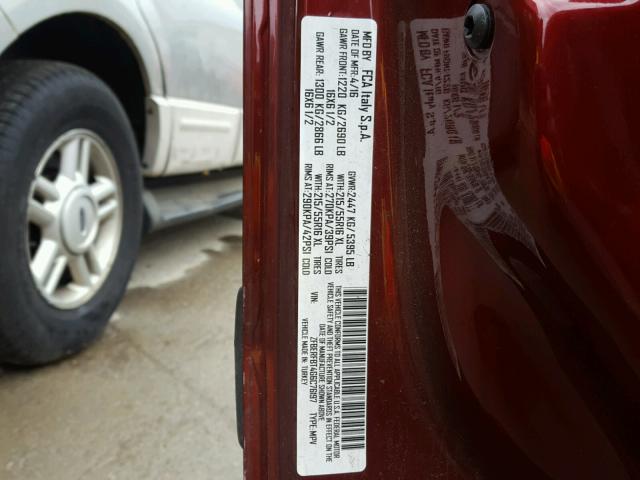 MFD BY FCA Italy S.p.A.
DATE OF MFR: 4/16 GVWR: 2447 KG/ 5395 LB
GAWR FRONT: 1220 KG/2690 LB WITH: 215/55R16 XL TIRES
16X6 1/2 RIMS AT: 270KPA/39PSI COLD
GAWR REAR: 1300 KG/2866 LB WITH: 215/55R16 XL TIRES
16X6 1/2 RIMS AT: 290KPA/42PSI COLD
THIS VEHICLE CONFORMS TO ALL APPLICABLE U.S.A. FEDERAL MOTOR
VEHICLE SAFETY AND THEFT PREVENTION STANDARDS IN EFFECT ON THE
DATE OF MANUFACTURE SHOWN ABOVE.
VIN: ZFBERFBT4G6C76197 TYPE: MPV
VEHICLE MADE IN: TURKEY